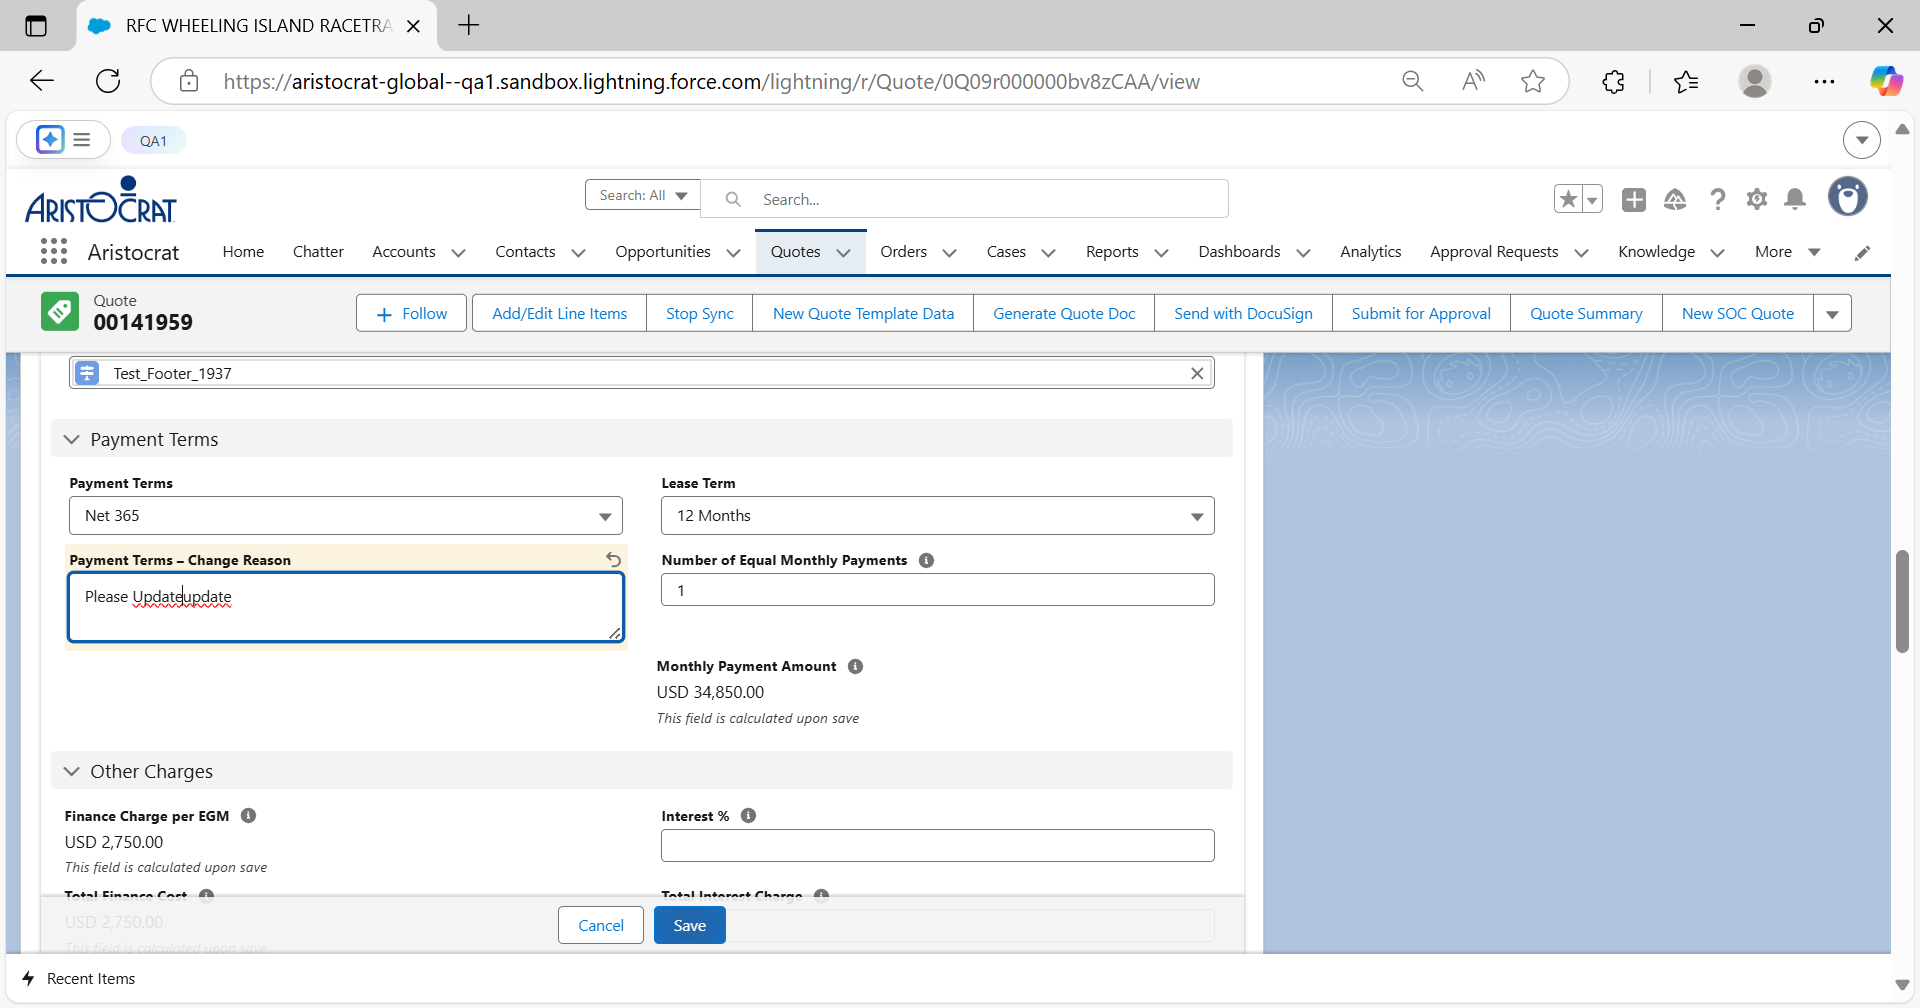 RFC WHEELING ISLAND RACETRA
https://aristocrat-global--qa1.sandbox.lightning.force.com/lightning/r/Quote/0Q09r000000bv8zCAA/view
QA1
ARISTOCRAT
Search: All
Search...
Aristocrat
Home
Chatter
Accounts
Contacts
Opportunities
Quotes
Orders
Cases
Reports
Dashboards
Analytics
Approval Requests
Knowledge
More
Quote
00141959
Follow
Add/Edit Line Items
Stop Sync
New Quote Template Data
Generate Quote Doc
Send with DocuSign
Submit for Approval
Quote Summary
New SOC Quote
Test_Footer_1937
Payment Terms
Payment Terms
Net 365
Lease Term
12 Months
Payment Terms – Change Reason
Please Updateupdate
Number of Equal Monthly Payments
1
Monthly Payment Amount
USD 34,850.00
This field is calculated upon save
Other Charges
Finance Charge per EGM
USD 2,750.00
This field is calculated upon save
Interest %
Total Finance Cost
USD 2,750.00
This field is calculated upon save
Total Interest Charge
Cancel
Save
Recent Items